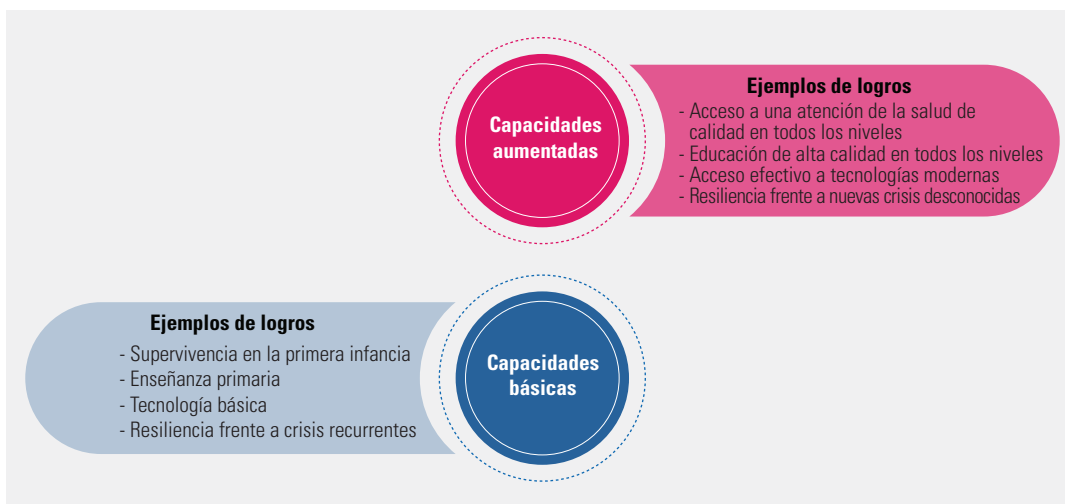 Capacidades
aumentadas
Ejemplos de logros
- Acceso a una atención de la salud de
calidad en todos los niveles
- Educación de alta calidad en todos los niveles
- Acceso efectivo a tecnologías modernas
- Resiliencia frente a nuevas crisis desconocidas
Ejemplos de logros
- Supervivencia en la primera infancia
- Enseñanza primaria
- Tecnología básica
- Resiliencia frente a crisis recurrentes
Capacidades
básicas